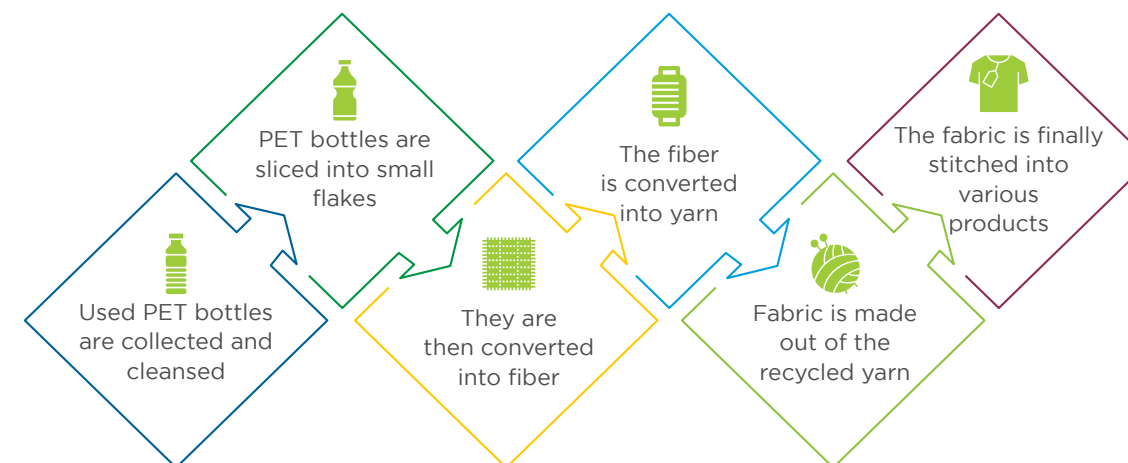 Used PET bottles
are collected and
cleansed
PET bottles are
sliced into small
flakes
They are
then converted
into fiber
The fiber
is converted
into yarn
Fabric is made
out of the
recycled yarn
The fabric is finally
stitched into
various
products